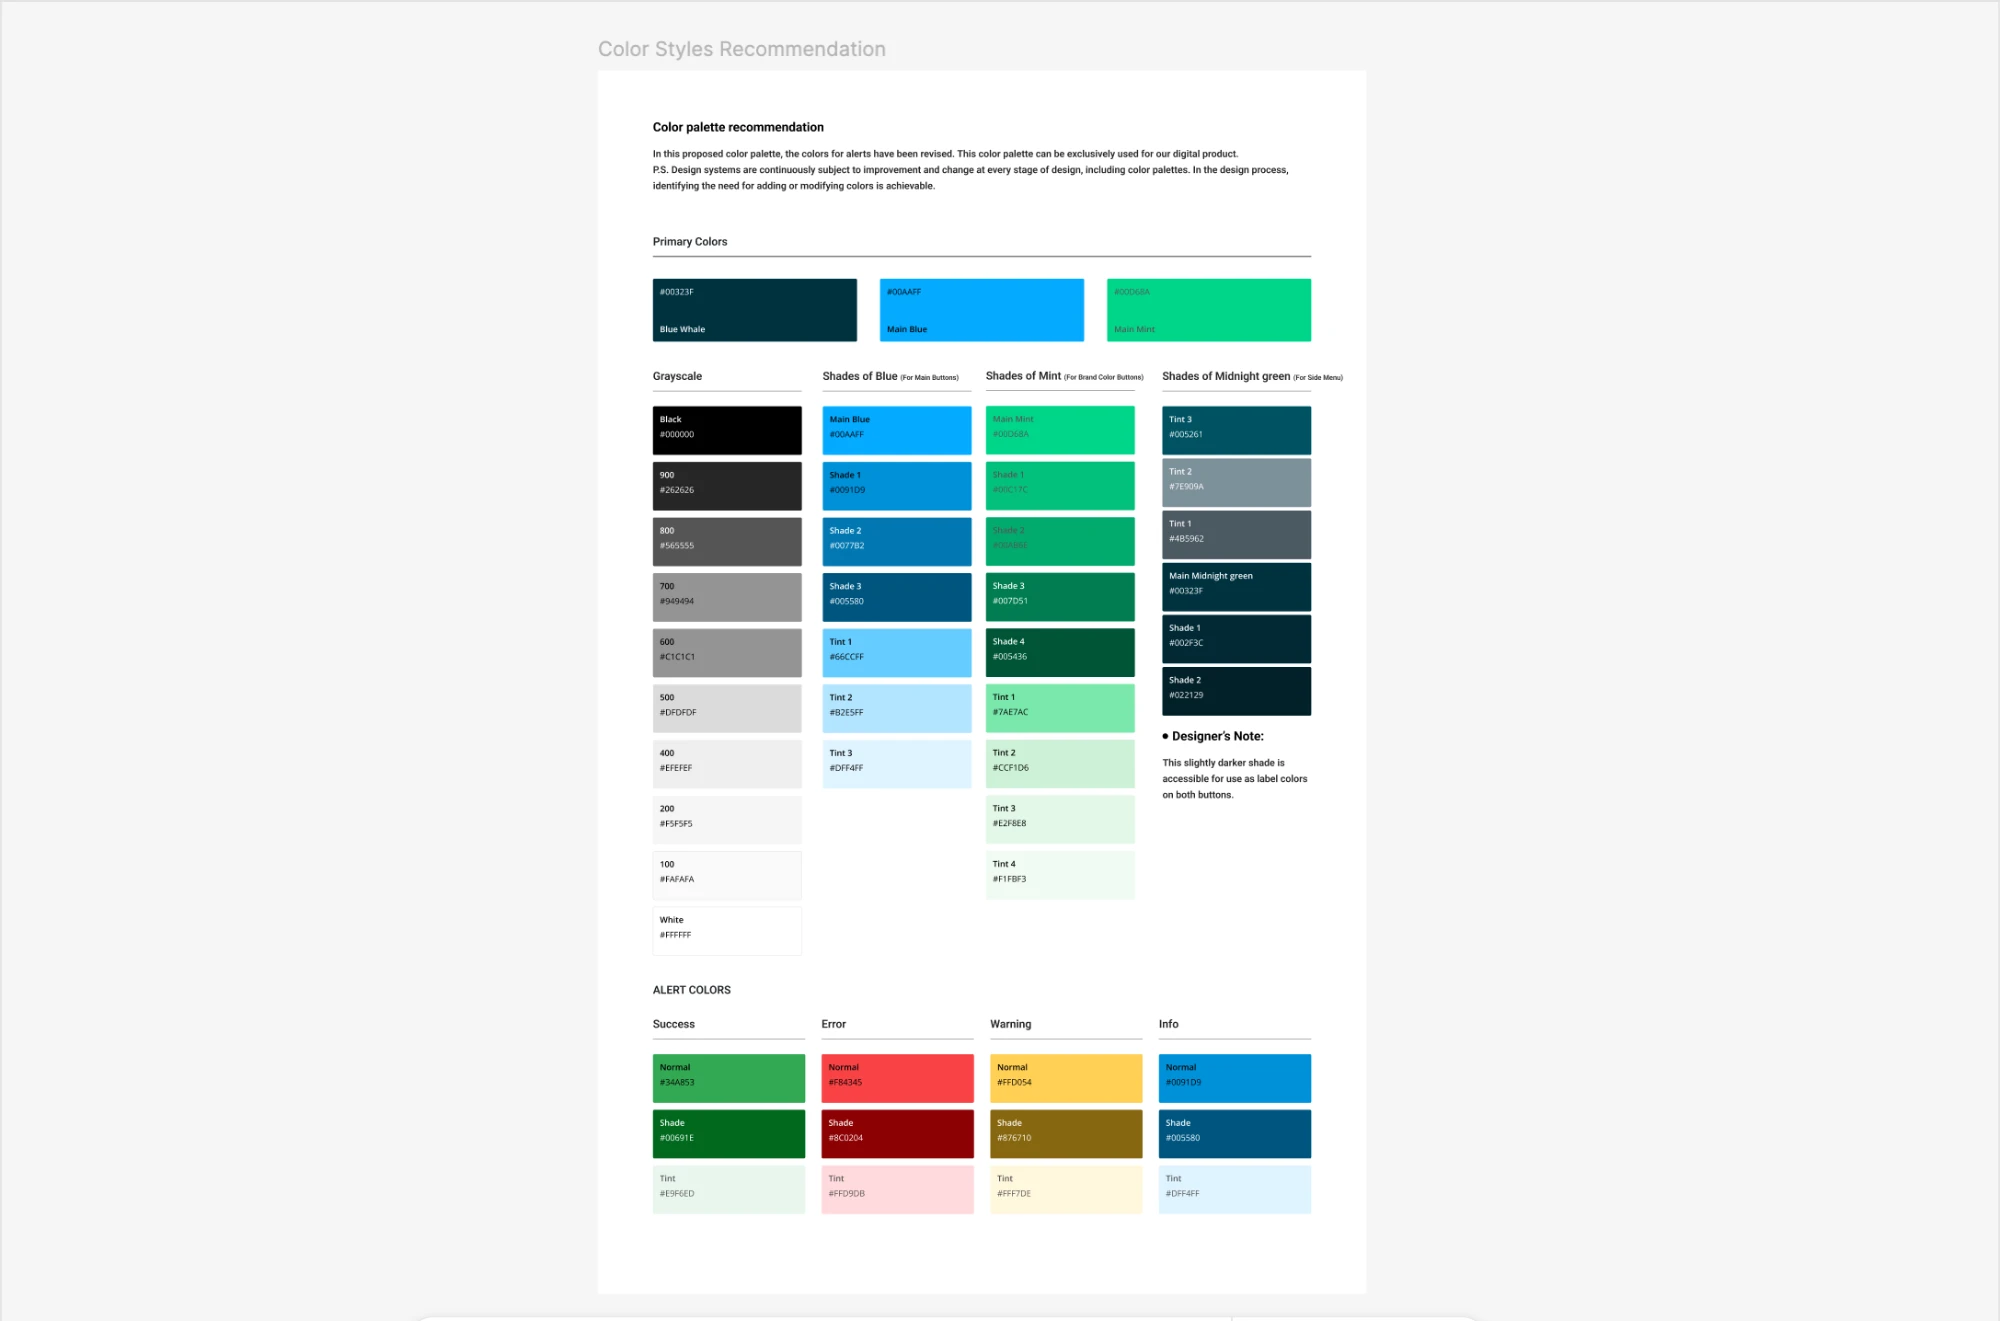 Color Styles Recommendation
Color palette recommendation
In this proposed color palette, the colors for alerts have been revised. This color palette can be exclusively used for our digital product.
P.S. Design systems are continuously subject to improvement and change at every stage of design, including color palettes. In the design process,
identifying the need for adding or modifying colors is achievable.
Primary Colors
#00323F
Blue Whale
#00AAFF
Main Blue
#00D68A
Main Mint
Grayscale
Black
#000000
900
#262626
800
#565555
700
#949494
600
#C1C1C1
500
#DFDFDF
400
#EFEFEF
200
#F5F5F5
100
#FAFAFA
White
#FFFFFF
Shades of Blue (For Main Buttons)
Main Blue
#00AAFF
Shade 1
#0091D9
Shade 2
#0077B2
Shade 3
#005580
Tint 1
#66CCFF
Tint 2
#B2E5FF
Tint 3
#DFF4FF
Shades of Mint (For Brand Color Buttons)
Main Mint
#00D68A
Shade 1
#00C17C
Shade 2
Shade 3
#007D51
Shade 4
#005436
Tint 1
#7AE7AC
Tint 2
#CCF1D6
Tint 3
#E2F8E8
Tint 4
#F1FBF3
Shades of Midnight green (For Side Menu)
Tint 3
#005261
Tint 2
#7E909A
Tint 1
#4B5962
Main Midnight green
#00323F
Shade 1
#002F3C
Shade 2
#022129
• Designer’s Note:
This slightly darker shade is
accessible for use as label colors
on both buttons.
ALERT COLORS
Success
Normal
#34A853
Shade
#00691E
Tint
#E9F6ED
Error
Normal
#F84345
Shade
#8C0204
Tint
#FFD9DB
Warning
Normal
#FFD054
Shade
#876710
Tint
#FFF7DE
Info
Normal
#0091D9
Shade
#005580
Tint
#DFF4FF